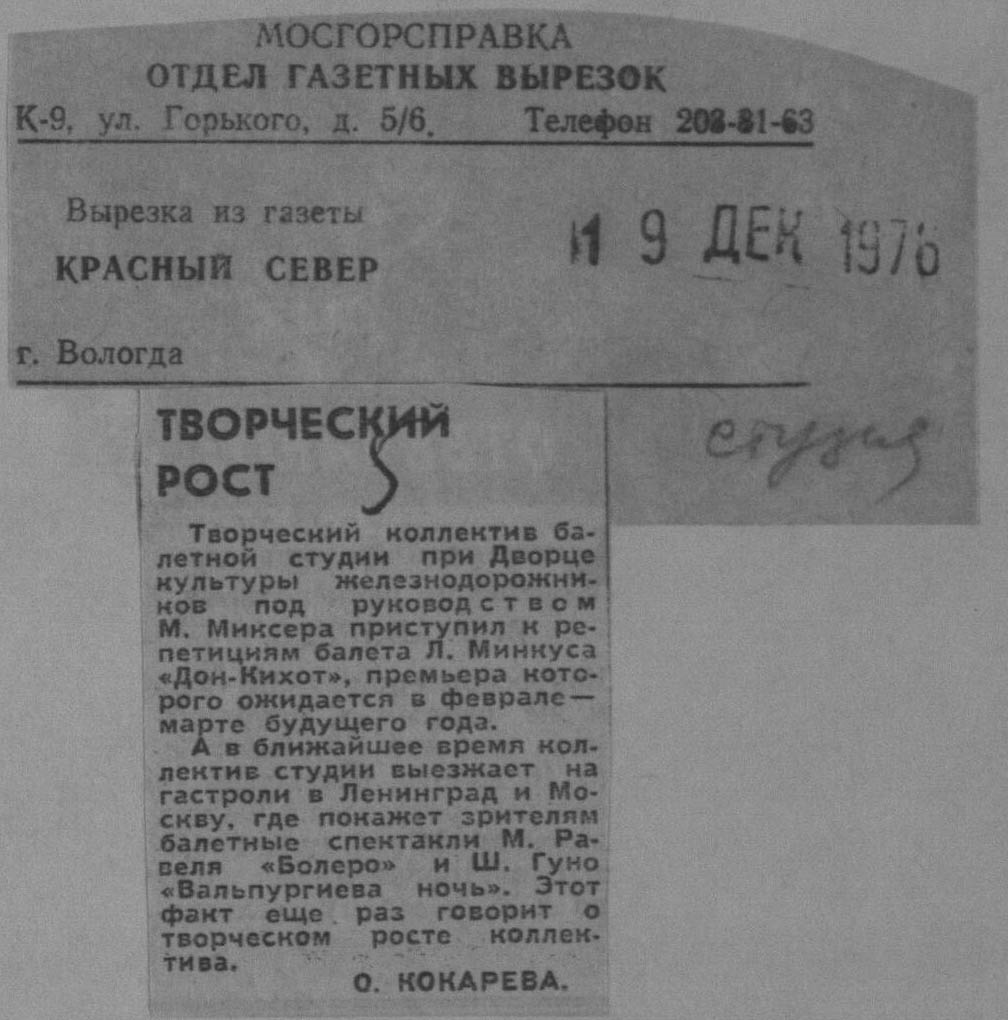 МОСГОРСПРАВКА
ОТДЕЛ ГАЗЕТНЫХ ВЫРЕЗОК
К-9, ул. Горького, д. 5/6. Телефон 203-81-63
Вырезка из газеты
КРАСНЫЙ СЕВЕР
19 ДЕК 1976
г. Вологда
студия
ТВОРЧЕСКИЙ
РОСТ
Творческий коллектив ба-
летной студии при Дворце
культуры железнодорожни-
ков под руководством
М. Миксера приступил к ре-
петициям балета Л. Минкуса
«Дон-Кихот», премьера кото-
рого ожидается в феврале—
марте будущего года.
А в ближайшее время кол-
лектив студии выезжает на
гастроли в Ленинград и Мо-
скву, где покажет зрителям
балетные спектакли М. Ра-
веля «Болеро» и Ш. Гуно
«Вальпургиева ночь». Этот
факт еще раз говорит о
творческом росте коллек-
тива.
О. КОКАРЕВА.